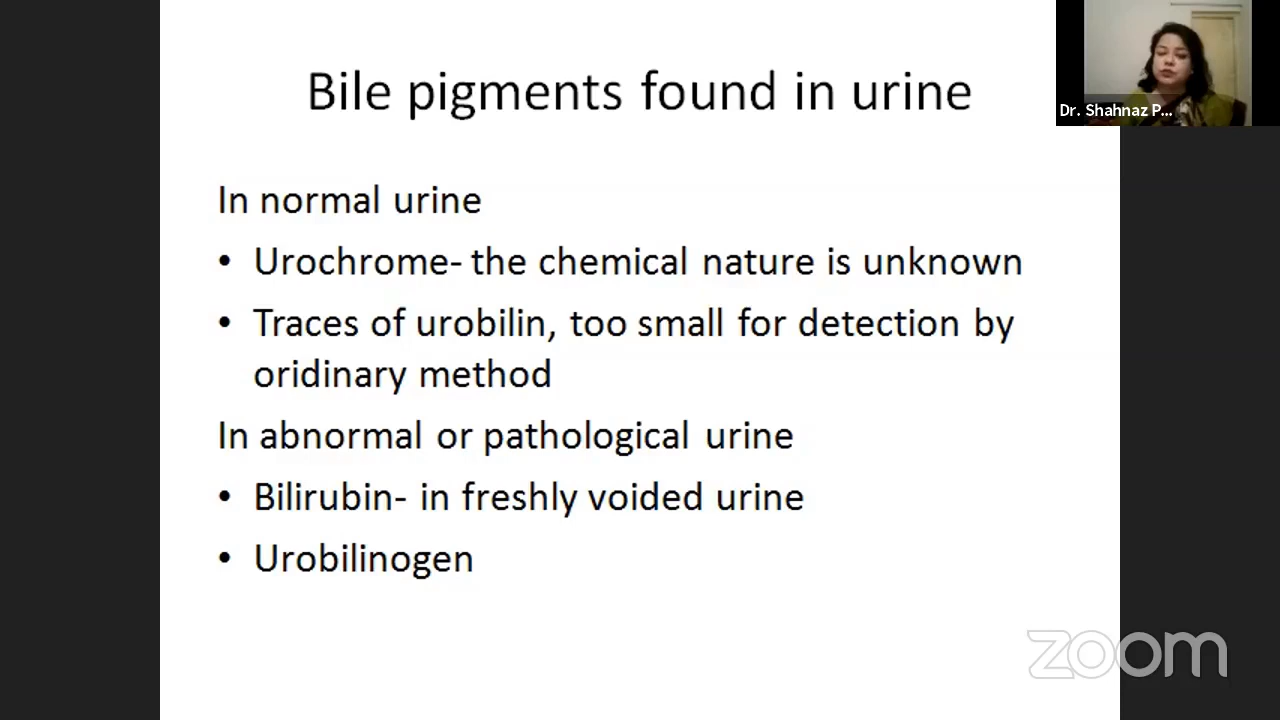 Bile pigments found in urine
Dr. Shahnaz P...
In normal urine
• Urochrome- the chemical nature is unknown
• Traces of urobilin, too small for detection by
oridinary method
In abnormal or pathological urine
• Bilirubin- in freshly voided urine
• Urobilinogen
zoom